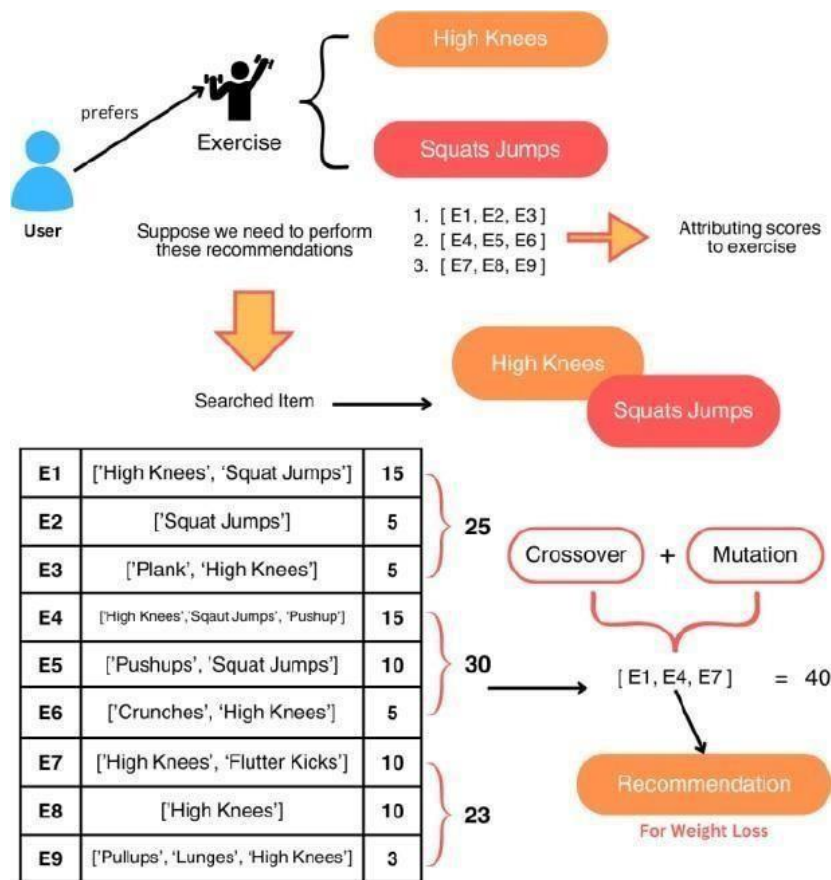 High Knees
prefers
Exercise
Squats Jumps
User
Suppose we need to perform
these recommendations
1. [ E1, E2, E3 ]
2. [ E4, E5, E6 ]
3. [ E7, E8, E9 ]
Attributing scores
to exercise
Searched Item
High Knees
Squats Jumps
E1 ['High Knees', 'Squat Jumps'] 15
E2 ['Squat Jumps'] 5
E3 ['Plank', 'High Knees'] 5
25
E4 ['High Knees','Sqaut Jumps', 'Pushup'] 15
E5 ['Pushups', 'Squat Jumps'] 10
E6 ['Crunches', 'High Knees'] 5
30
E7 ['High Knees', 'Flutter Kicks'] 10
E8 ['High Knees'] 10
E9 ['Pullups', 'Lunges', 'High Knees'] 3
23
Crossover + Mutation
[ E1, E4, E7 ] = 40
Recommendation
For Weight Loss